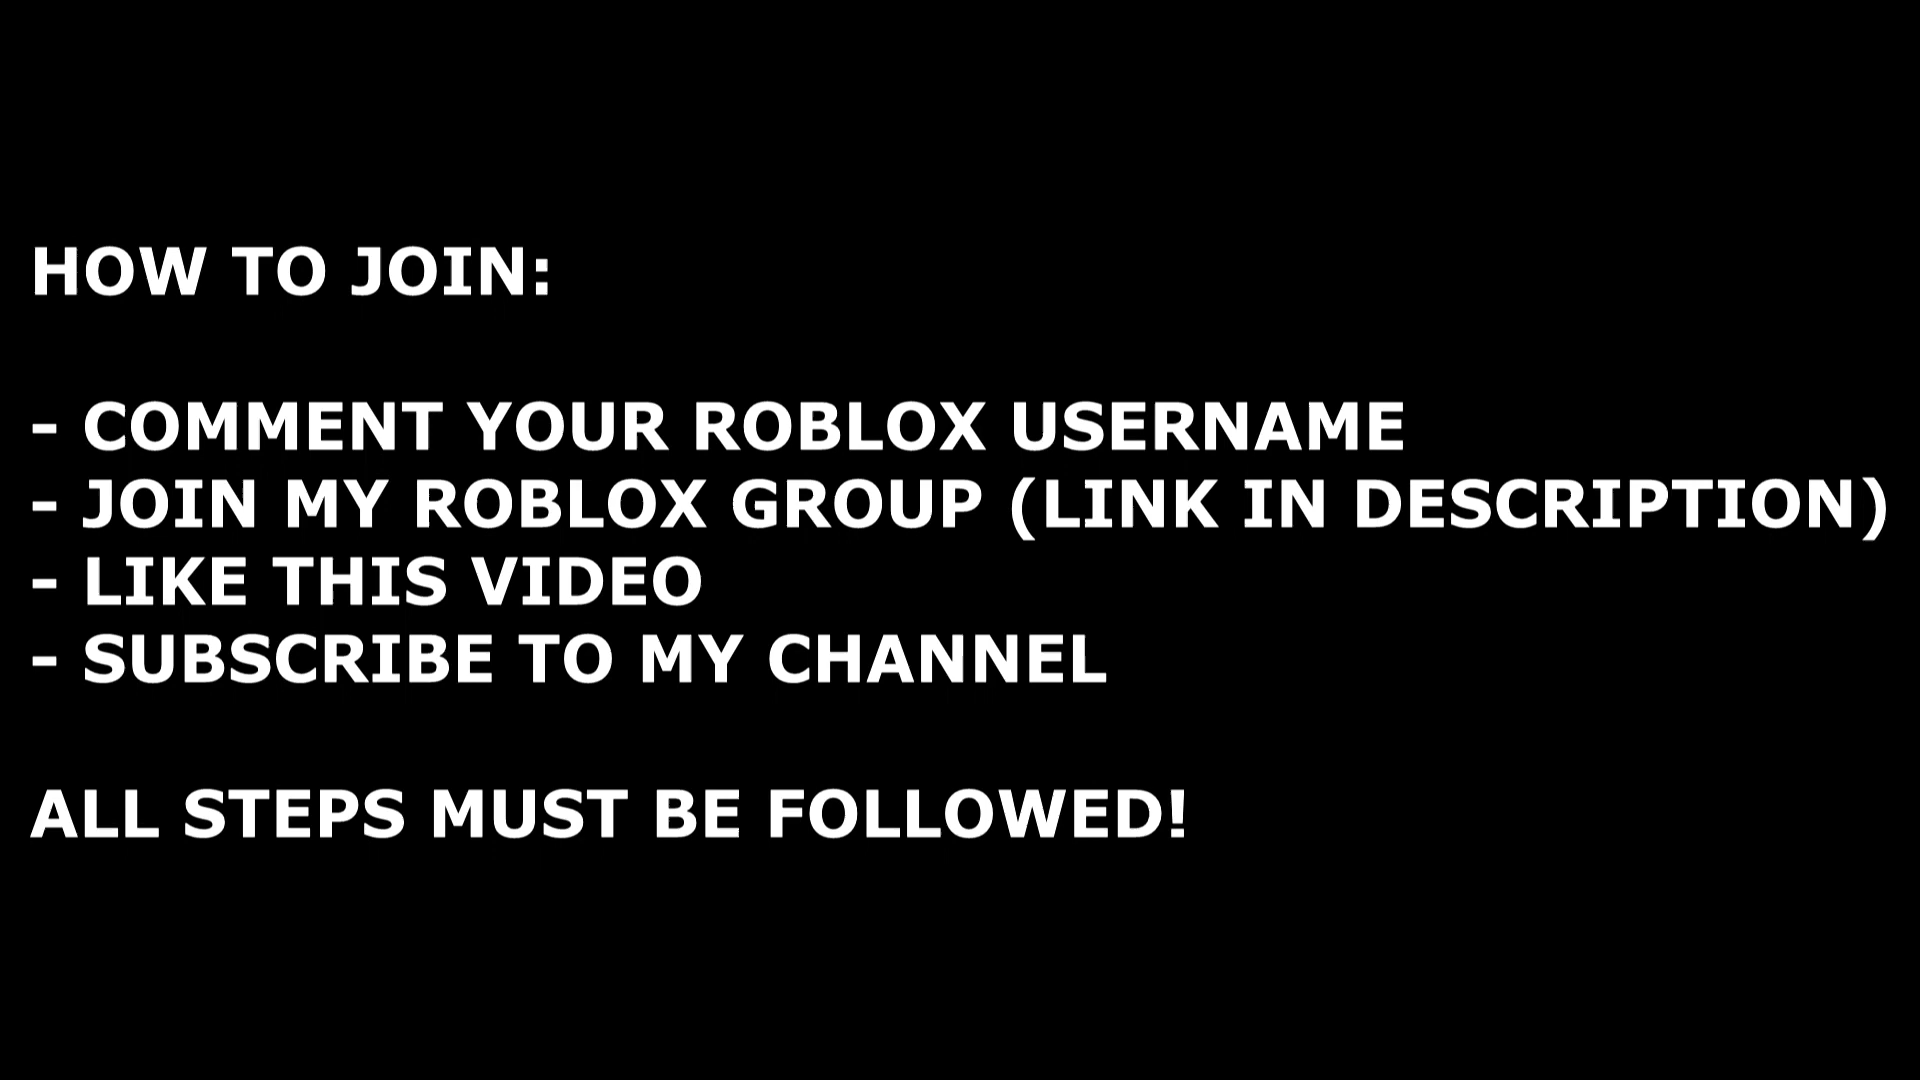 HOW TO JOIN:
- COMMENT YOUR ROBLOX USERNAME
- JOIN MY ROBLOX GROUP (LINK IN DESCRIPTION)
- LIKE THIS VIDEO
- SUBSCRIBE TO MY CHANNEL
ALL STEPS MUST BE FOLLOWED!